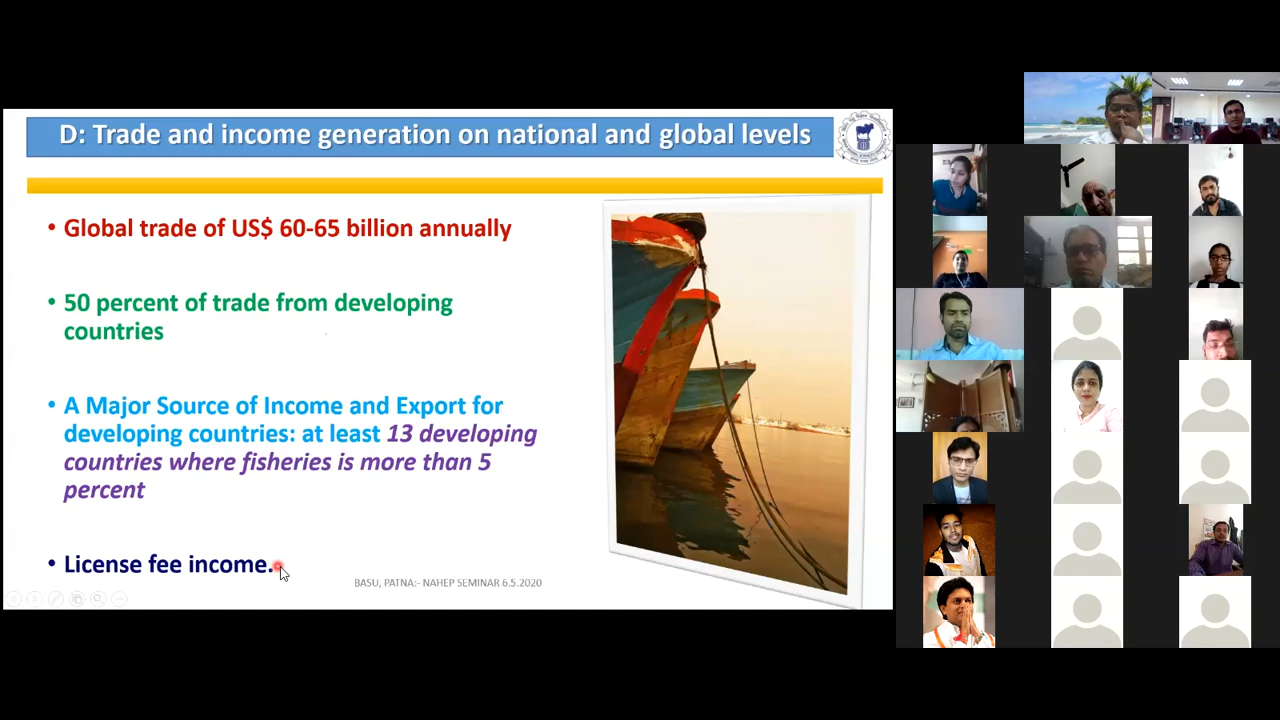 D: Trade and income generation on national and global levels
• Global trade of US$ 60-65 billion annually
• 50 percent of trade from developing
countries
• A Major Source of Income and Export for
developing countries: at least 13 developing
countries where fisheries is more than 5
percent
• License fee income.
BASU, PATNA:- NAHEP SEMINAR 6.5.2020